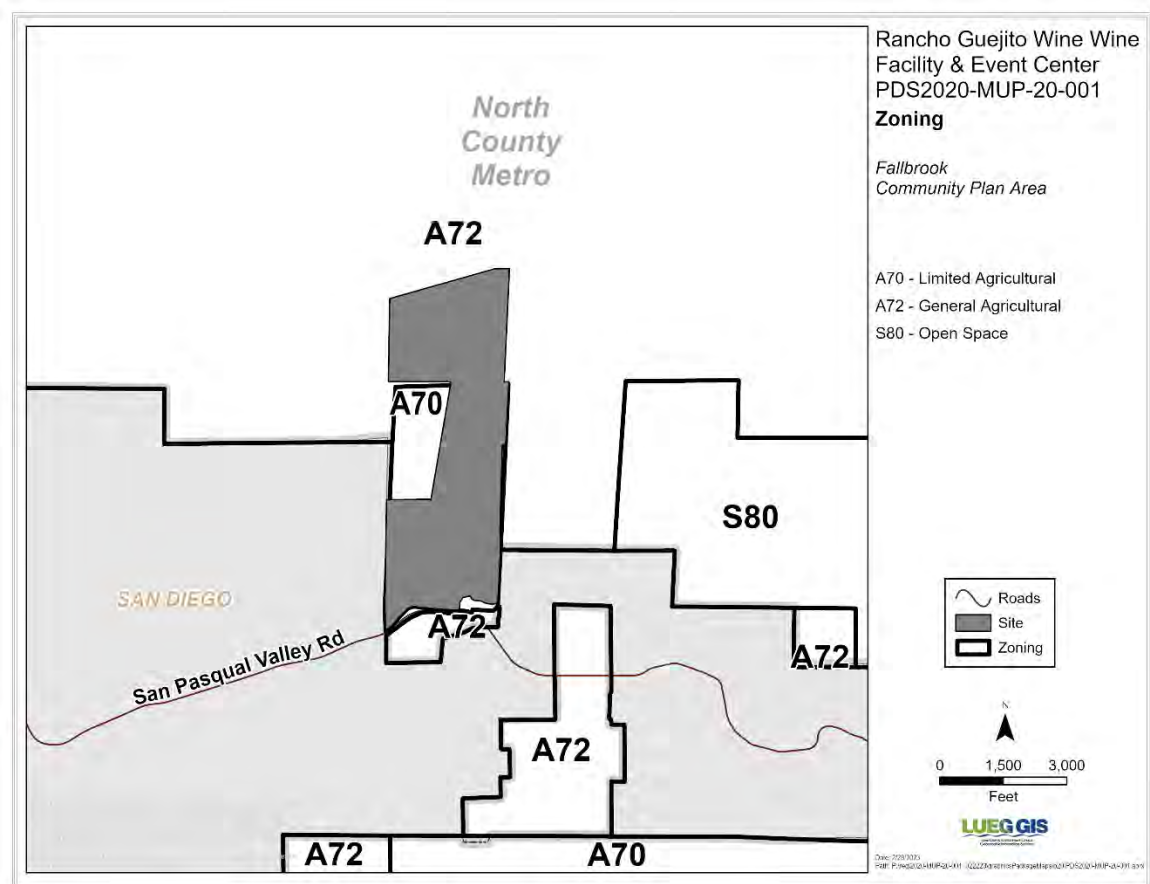 Rancho Guejito Wine Wine
Facility & Event Center
PDS2020-MUP-20-001
Zoning
Fallbrook
Community Plan Area
A70 - Limited Agricultural
A72 - General Agricultural
S80 - Open Space
North
County
Metro
A72
A70
S80
SAN DIEGO
A72
San Pasqual Valley Rd
A72
A72
A72
A70
Roads
Site
Zoning
N
0 1,500 3,000
Feet
LUEG GIS